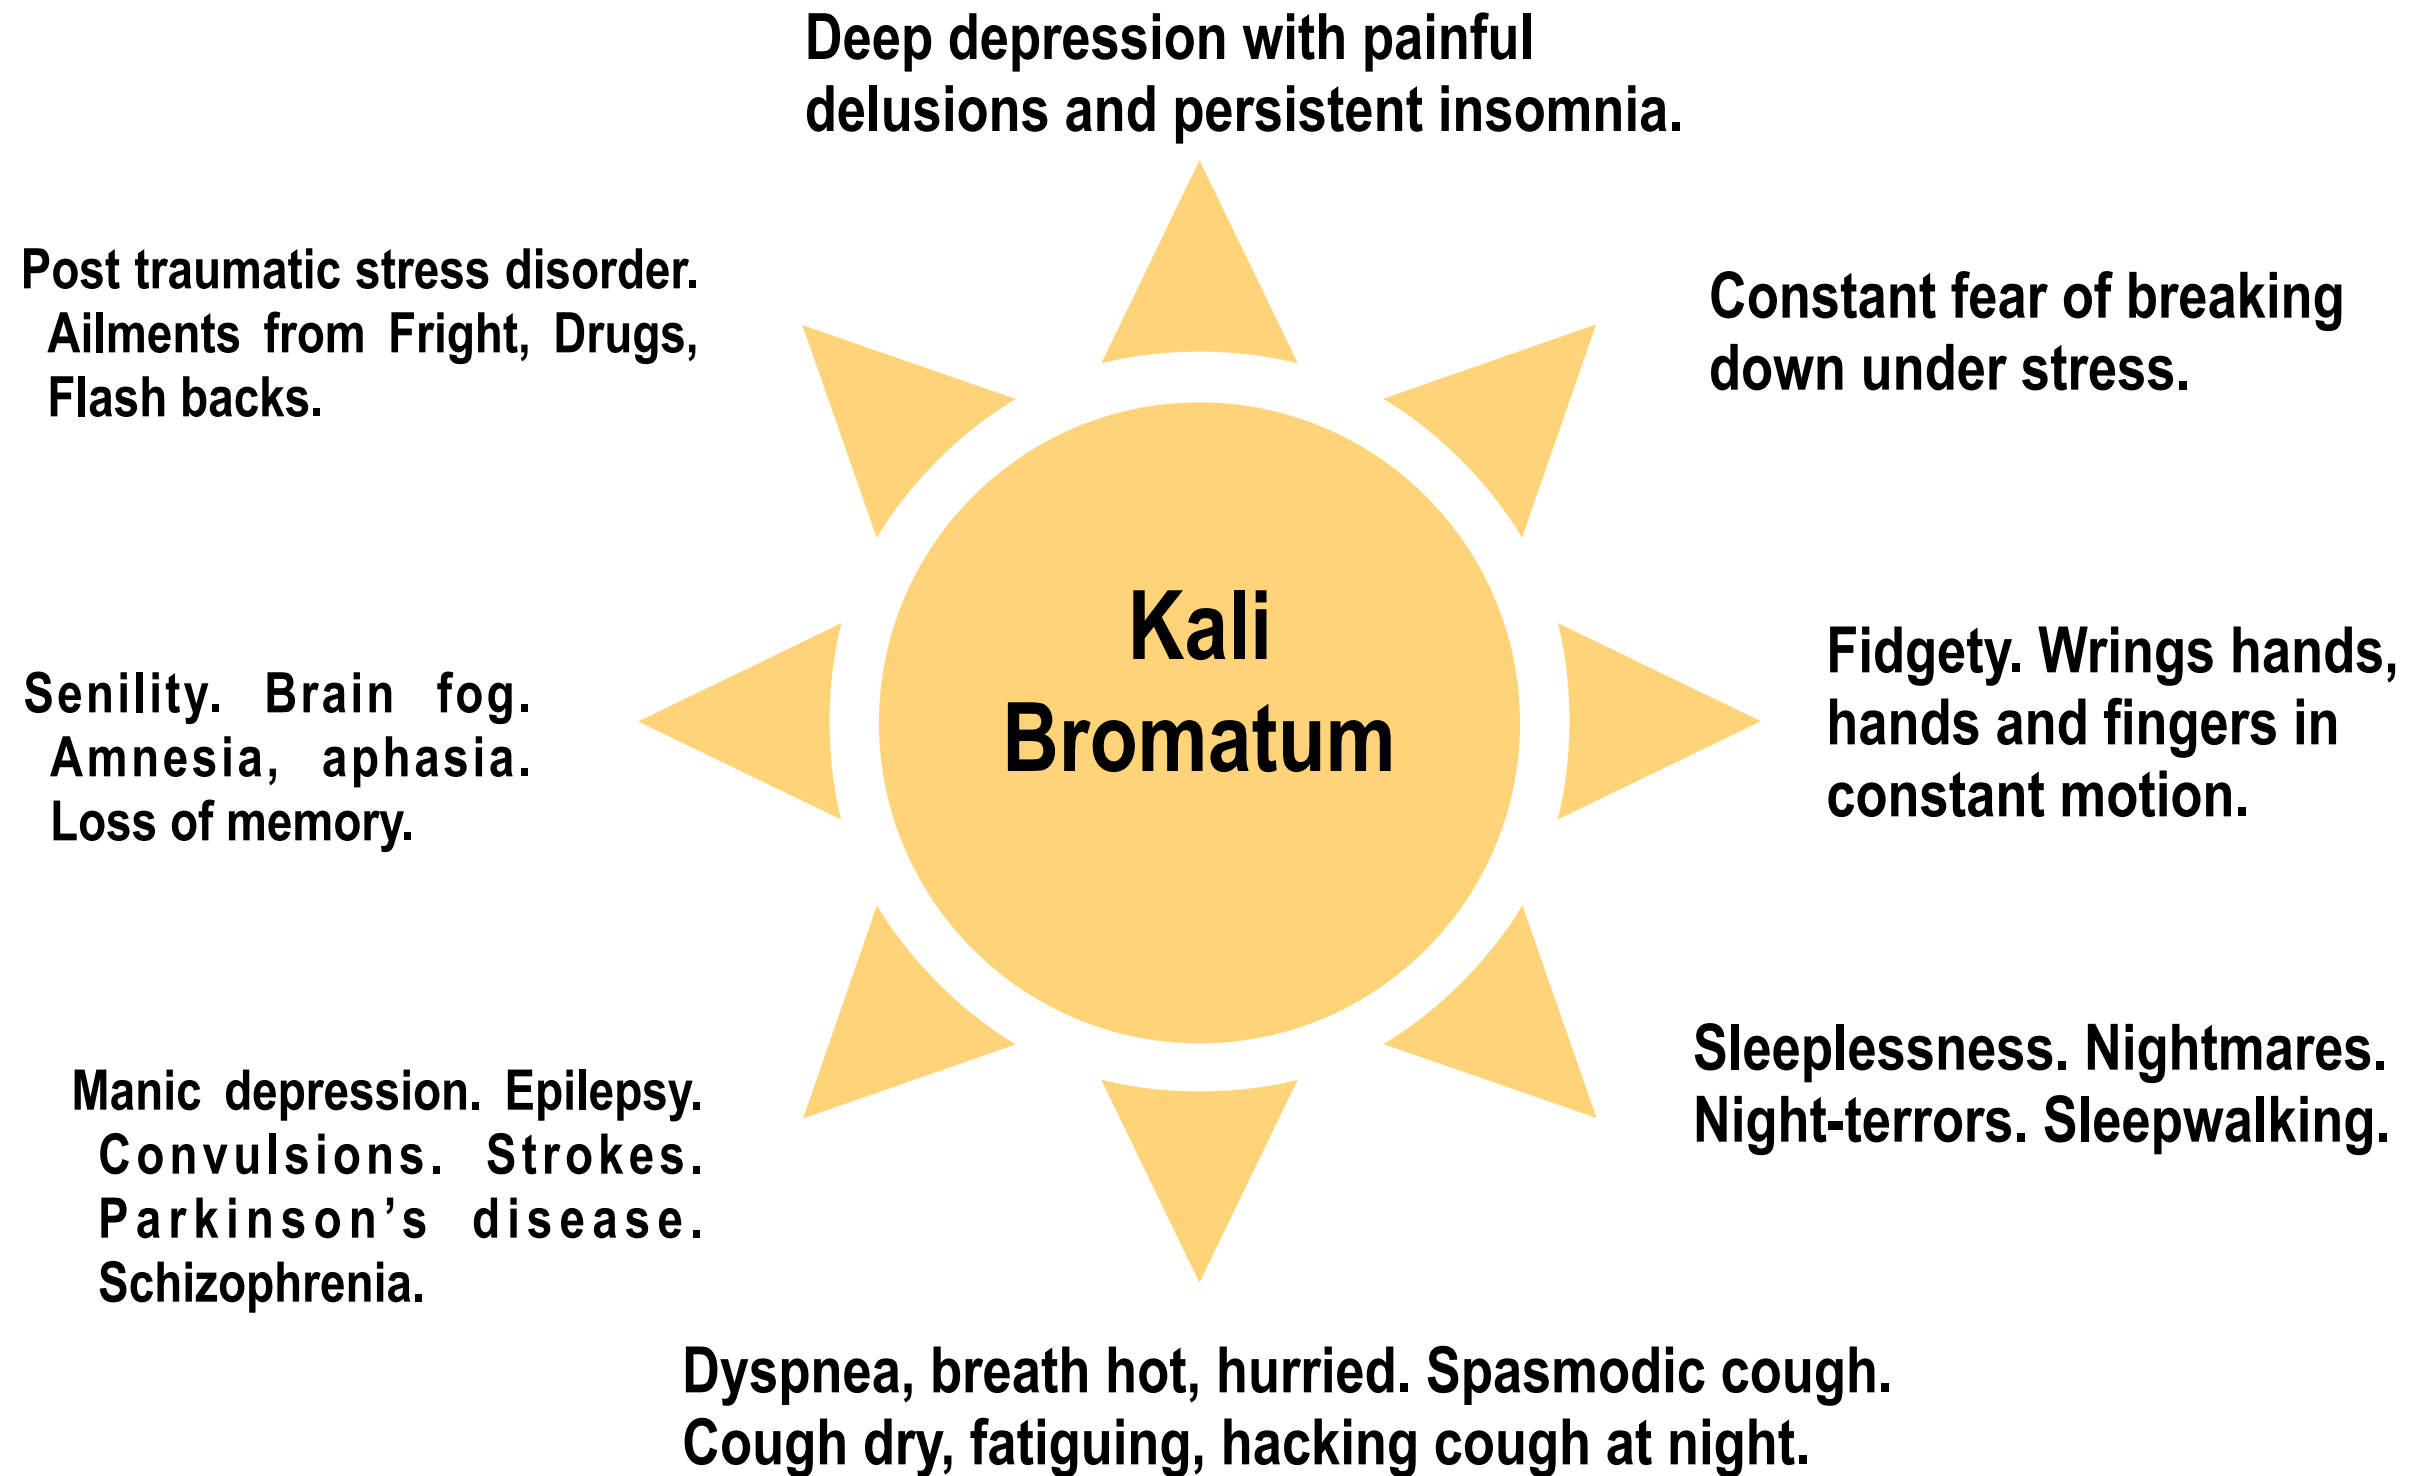 Deep depression with painful
delusions and persistent insomnia.
Post traumatic stress disorder.
Ailments from Fright, Drugs,
Flash backs.
Constant fear of breaking
down under stress.
Kali
Bromatum
Fidgety. Wrings hands,
hands and fingers in
constant motion.
Senility. Brain fog.
Amnesia, aphasia.
Loss of memory.
Sleeplessness. Nightmares.
Night-terrors. Sleepwalking.
Manic depression. Epilepsy.
Convulsions. Strokes.
Parkinson’s disease.
Schizophrenia.
Dyspnea, breath hot, hurried. Spasmodic cough.
Cough dry, fatiguing, hacking cough at night.